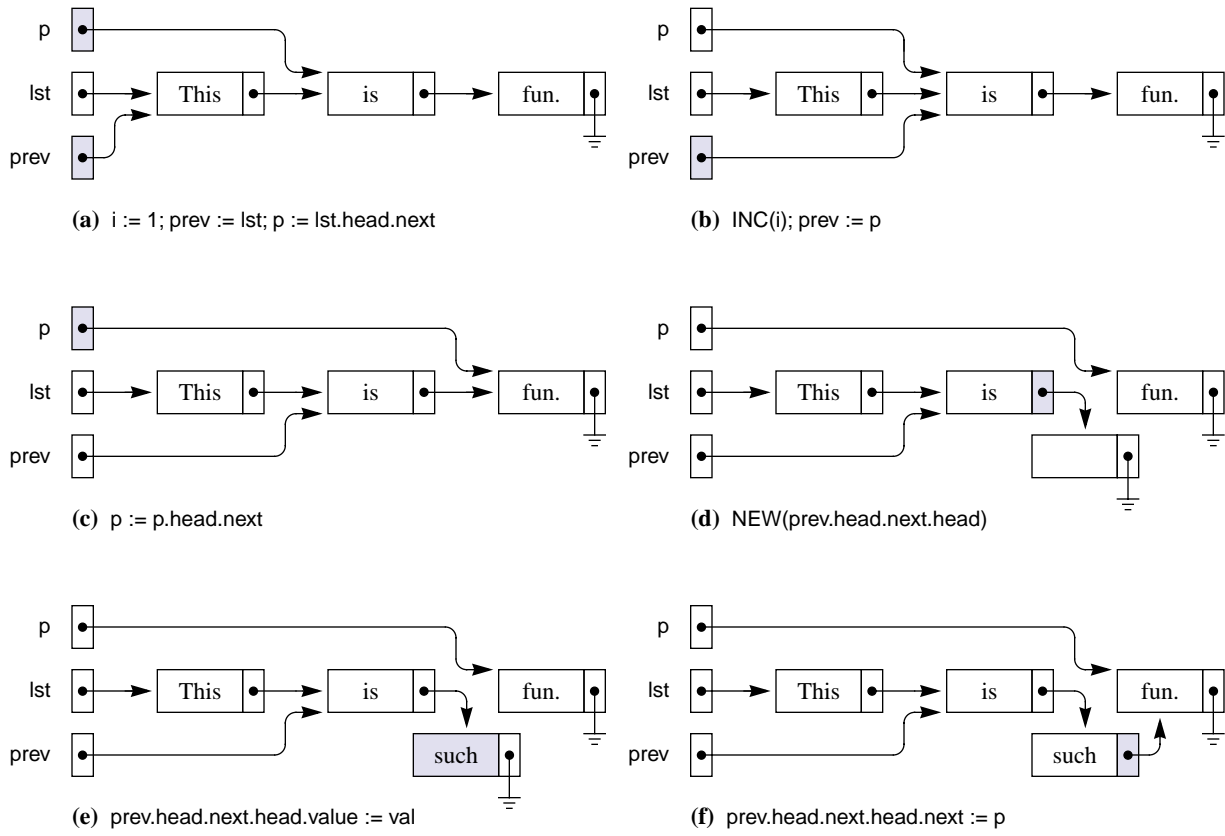 p
lst This is fun.
prev
(a) i := 1; prev := lst; p := lst.head.next
p
lst This is fun.
prev
(b) INC(i); prev := p
p
lst This is fun.
prev
(c) p := p.head.next
p
lst This is fun.
prev
(d) NEW(prev.head.next.head)
p
lst This is fun.
prev such
(e) prev.head.next.head.value := val
p
lst This is fun.
prev such
(f) prev.head.next.head.next := p